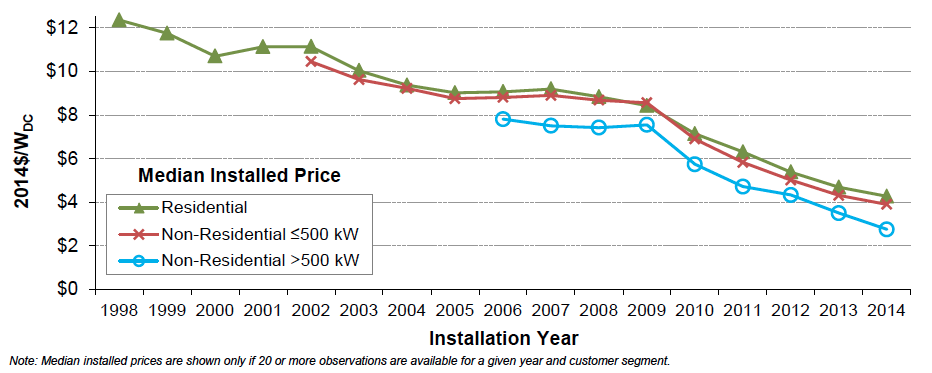 $12
$10
$8
$6
$4
$2
$0
2014$/WDC
Median Installed Price
Residential
Non-Residential ≤500 kW
Non-Residential >500 kW
1998 1999 2000 2001 2002 2003 2004 2005 2006 2007 2008 2009 2010 2011 2012 2013 2014
Installation Year
Note: Median installed prices are shown only if 20 or more observations are available for a given year and customer segment.